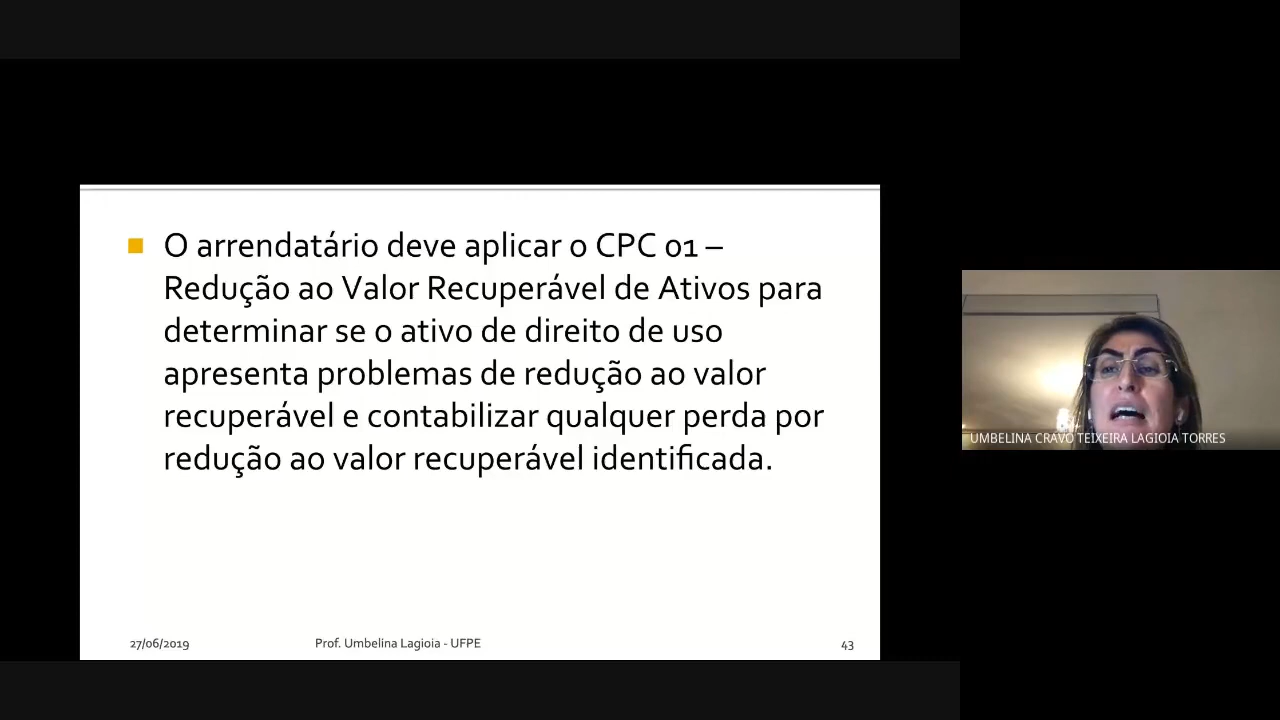 O arrendatário deve aplicar o CPC 01 –
Redução ao Valor Recuperável de Ativos para
determinar se o ativo de direito de uso
apresenta problemas de redução ao valor
recuperável e contabilizar qualquer perda por
redução ao valor recuperável identificada.
UMBELINA CRAVO TEIXEIRA LAGIOIA TORRES
27/06/2019 Prof. Umbelina Lagioia - UFPE 43